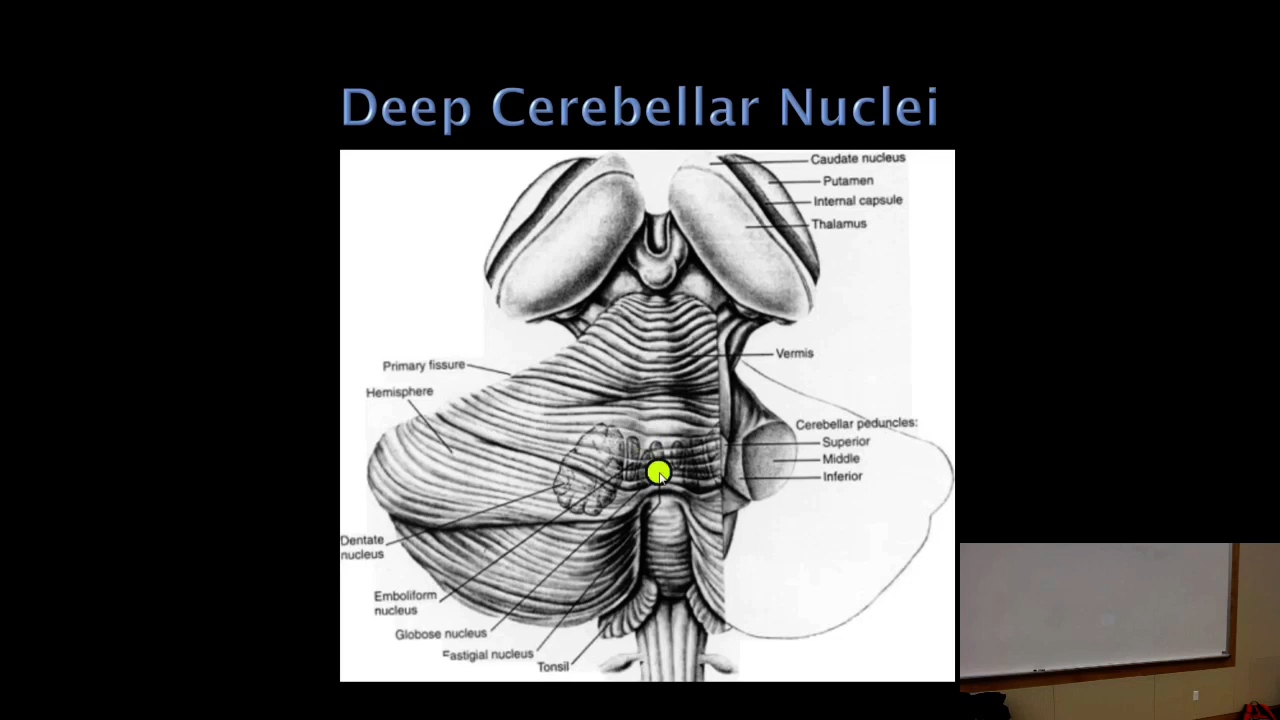 Deep Cerebellar Nuclei
Caudate nucleus
Putamen
Internal capsule
Thalamus
Vermis
Primary fissure
Hemisphere
Cerebellar peduncles:
Superior
Middle
Inferior
Dentate
nucleus
Emboliform
nucleus
Globose nucleus
Fastigial nucleus
Tonsil